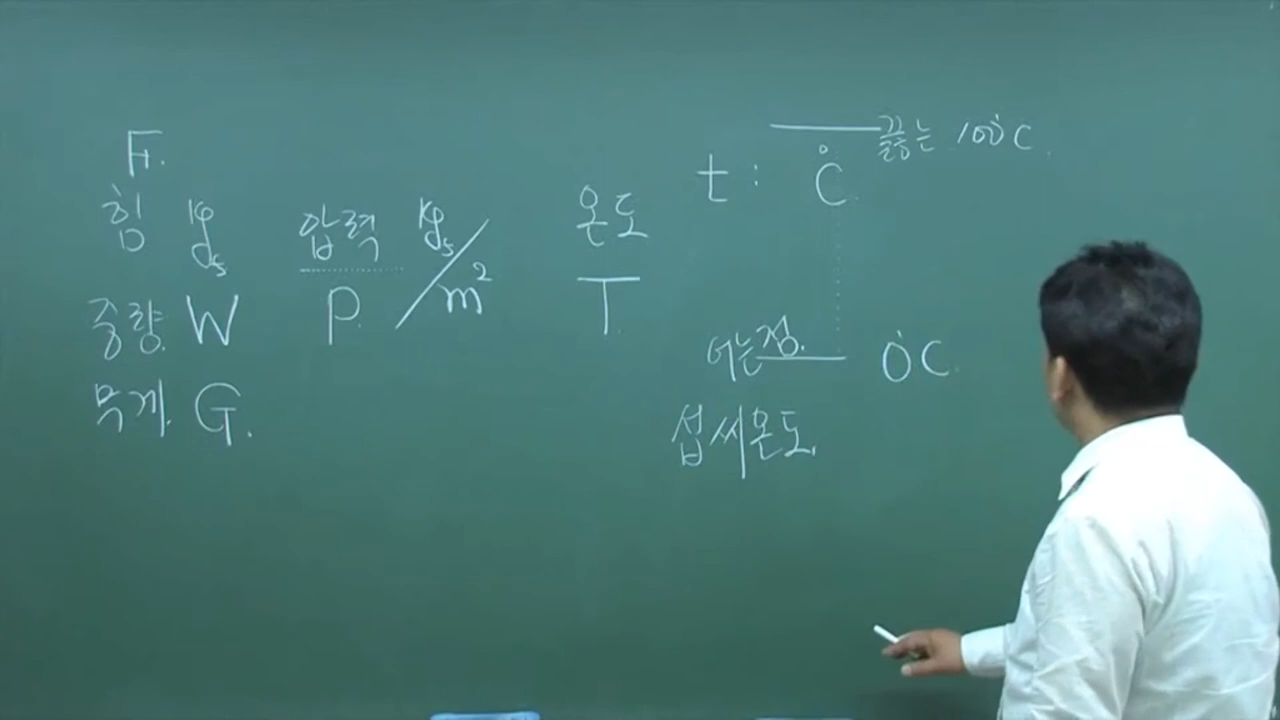 F.
힘 kgf
중량. W
무게. G.
압력 kgf/m²
P.
온도
T.
t : ℃.
끓는 100℃.
어는점.
0℃.
섭씨온도.